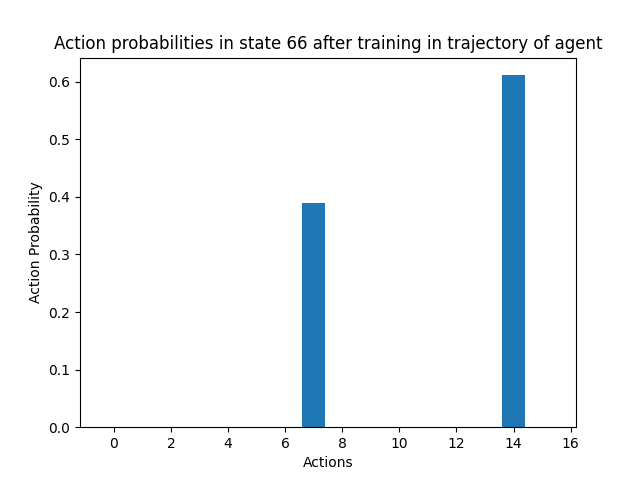 Action probabilities in state 66 after training in trajectory of agent
0.6
0.5
0.4
0.3
0.2
0.1
0.0
Action Probability
0 2 4 6 8 10 12 14 16
Actions